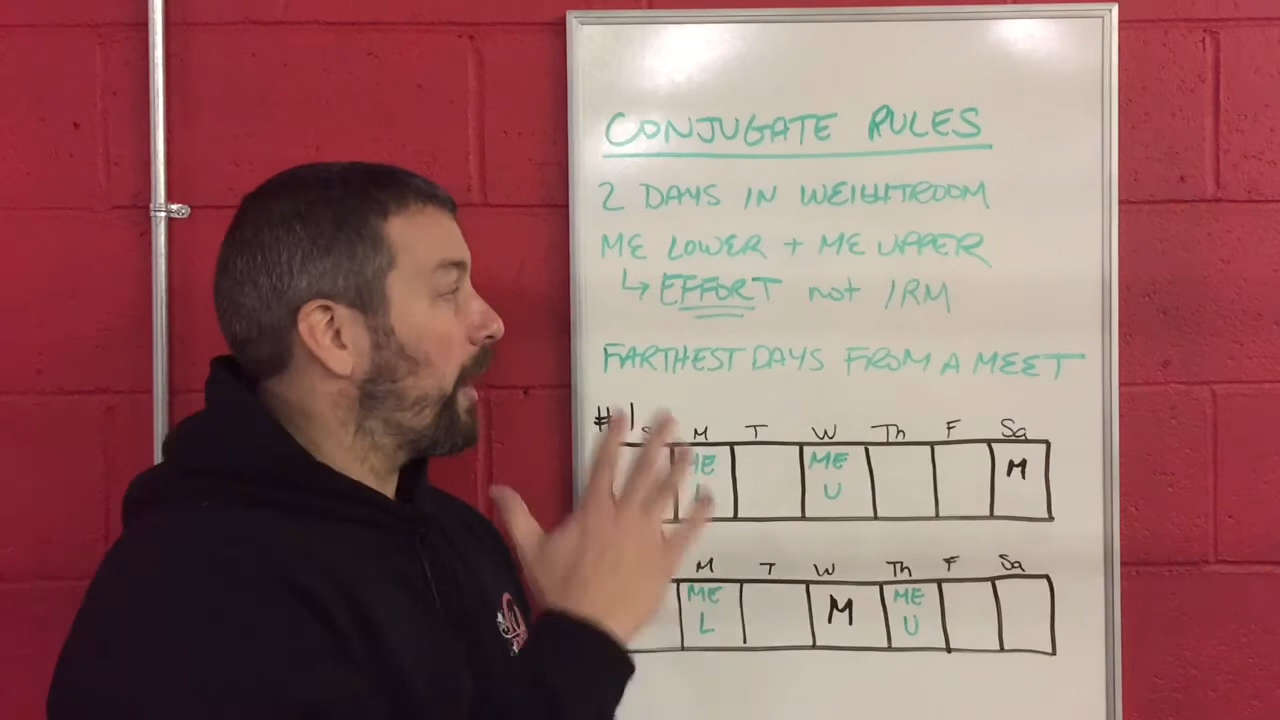 CONJUGATE RULES
2 DAYS IN WEIGHTROOM
ME LOWER + ME UPPER
↳ EFFORT not 1RM
FARTHEST DAYS FROM A MEET
#1
M T W Th F Sa
ME ME M
U
M T W Th F Sa
ME M ME
L U